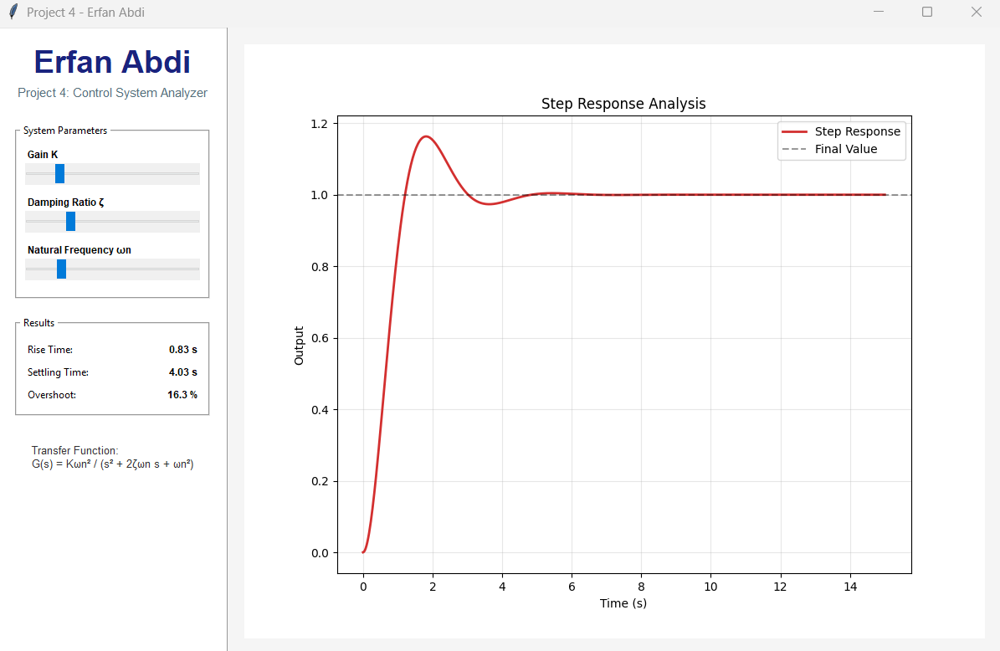 Project 4 - Erfan Abdi
Erfan Abdi
Project 4: Control System Analyzer
System Parameters
Gain K
Damping Ratio ζ
Natural Frequency ωn
Results
Rise Time: 0.83 s
Settling Time: 4.03 s
Overshoot: 16.3 %
Transfer Function:
G(s) = Kωn² / (s² + 2ζωn s + ωn²)
Step Response Analysis
Step Response
Final Value
Output
1.2
1.0
0.8
0.6
0.4
0.2
0.0
0 2 4 6 8 10 12 14
Time (s)